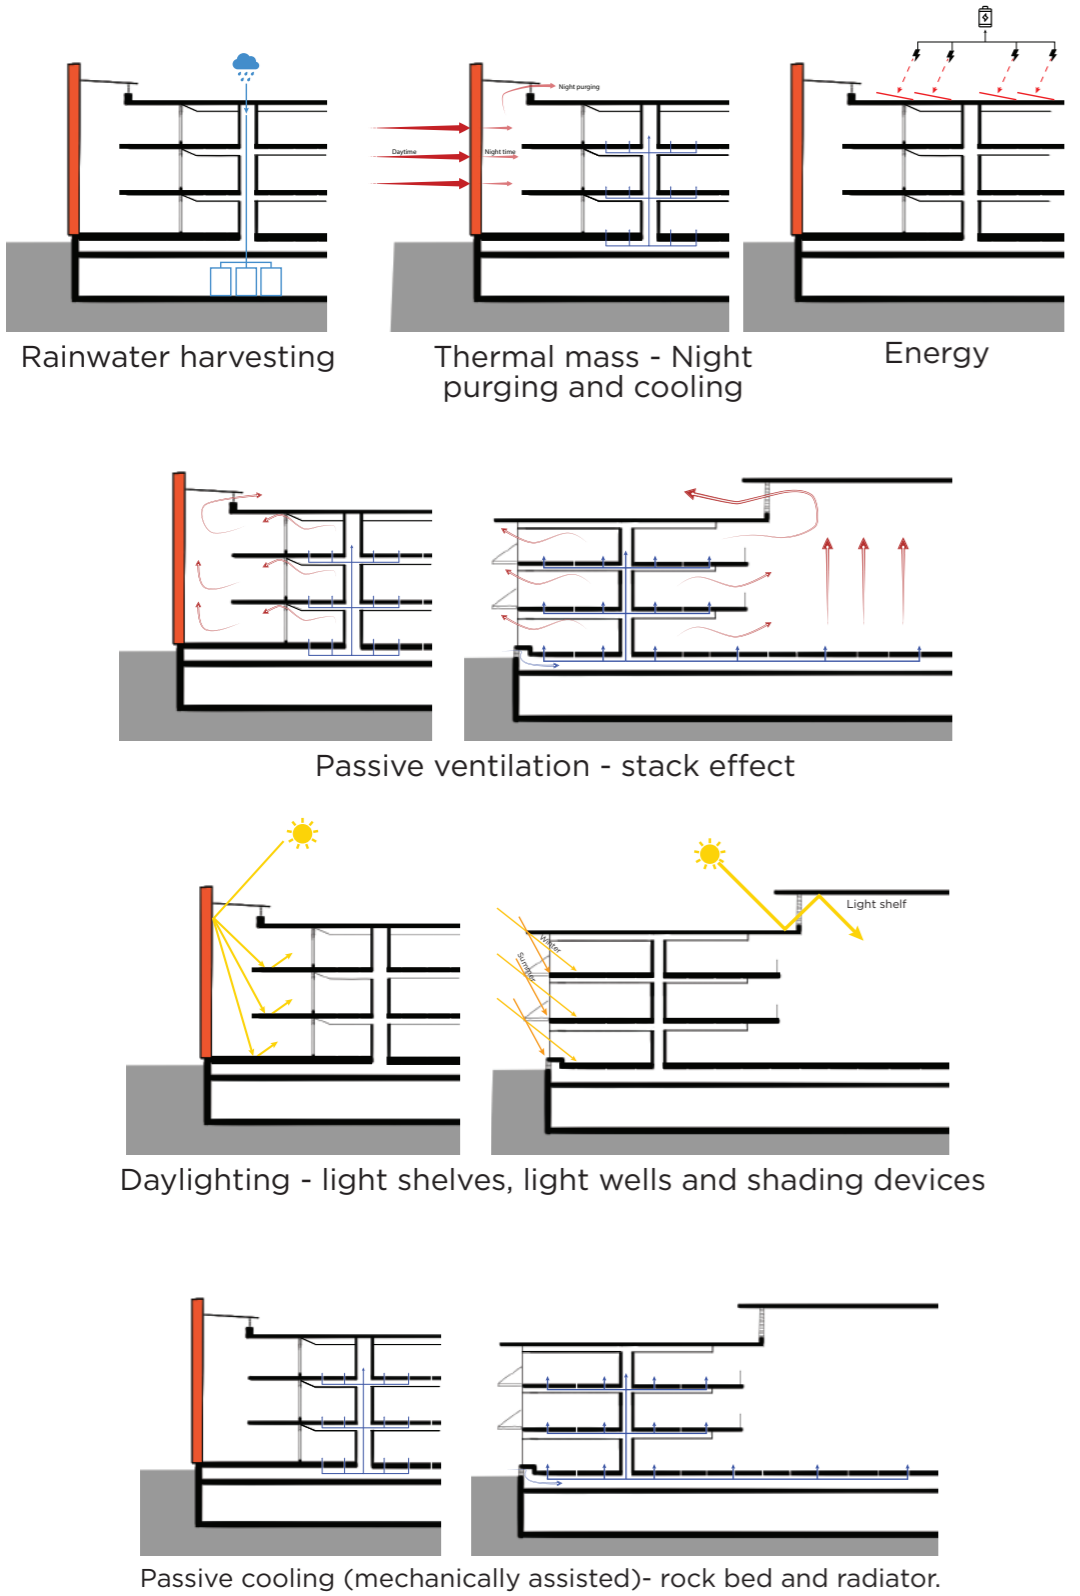 Night purging
Daytime
Night time
Rainwater harvesting
Thermal mass - Night
purging and cooling
Energy
Passive ventilation - stack effect
Light shelf
Winter
Summer
Daylighting - light shelves, light wells and shading devices
Passive cooling (mechanically assisted)- rock bed and radiator.